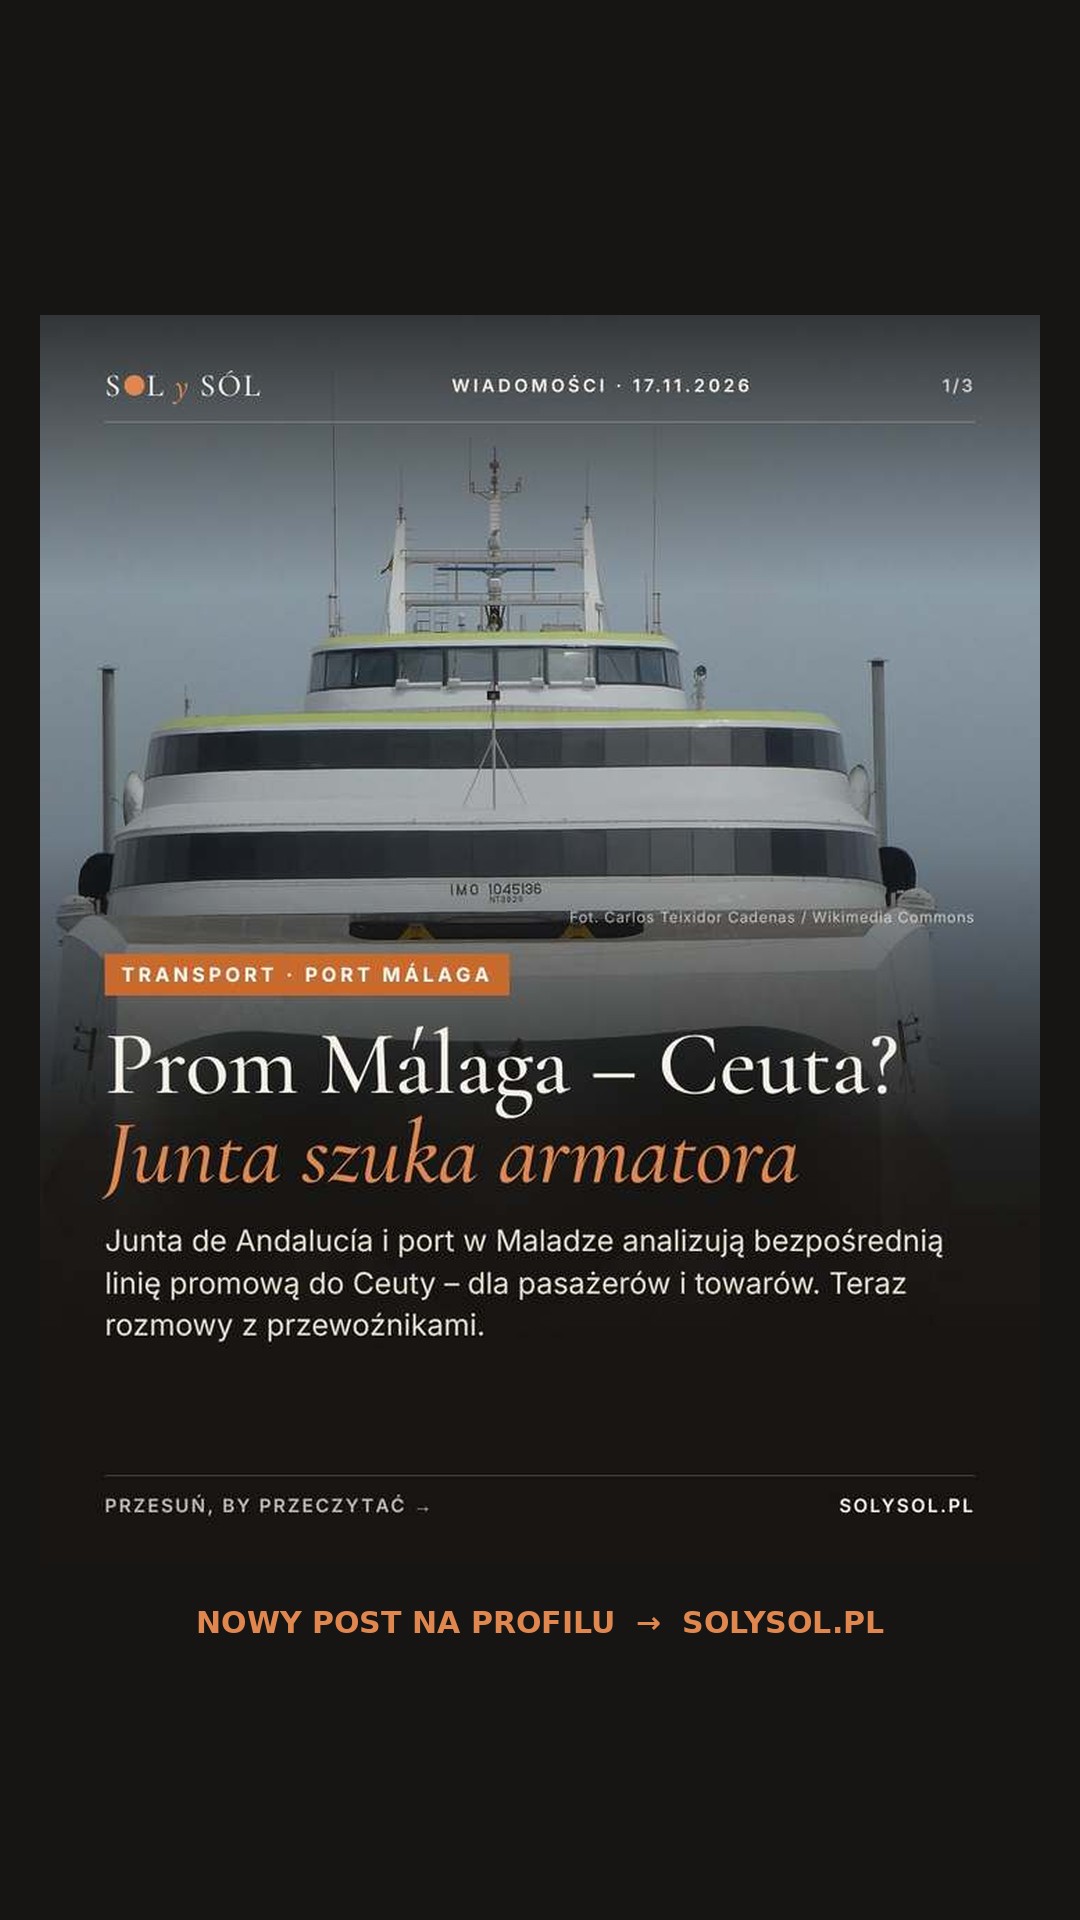 SOL y SÓL
WIADOMOŚCI · 17.11.2026
1/3
IMO 1045136
NT3929
Fot. Carlos Teixidor Cadenas / Wikimedia Commons
TRANSPORT · PORT MÁLAGA
Prom Málaga – Ceuta?
Junta szuka armatora
Junta de Andalucía i port w Maladze analizują bezpośrednią
linię promową do Ceuty – dla pasażerów i towarów. Teraz
rozmowy z przewoźnikami.
PRZESUŃ, BY PRZECZYTAĆ →
SOLYSOL.PL
NOWY POST NA PROFILU → SOLYSOL.PL